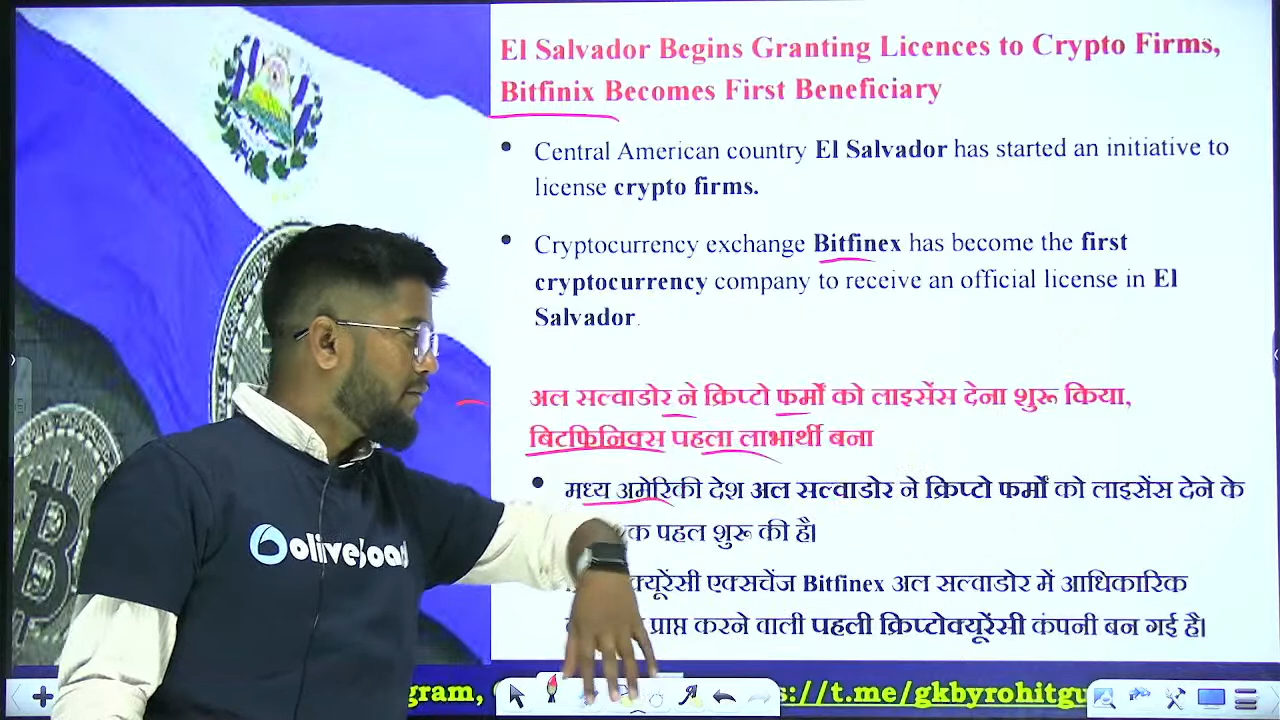 El Salvador Begins Granting Licences to Crypto Firms,
Bitfinix Becomes First Beneficiary
• Central American country El Salvador has started an initiative to
license crypto firms.
• Cryptocurrency exchange Bitfinex has become the first
cryptocurrency company to receive an official license in El
Salvador.
अल सल्वाडोर ने क्रिप्टो फर्मों को लाइसेंस देना शुरू किया,
बिटफिनिक्स पहला लाभार्थी बना
• मध्य अमेरिकी देश अल सल्वाडोर ने क्रिप्टो फर्मों को लाइसेंस देने के
पहल शुरू की है।
एक्सचेंज Bitfinex अल सल्वाडोर में आधिकारिक
प्राप्त करने वाली पहली क्रिप्टोक्यूरेंसी कंपनी बन गई है।
oliveboard
gram, s://t.me/gkbyrohitgu